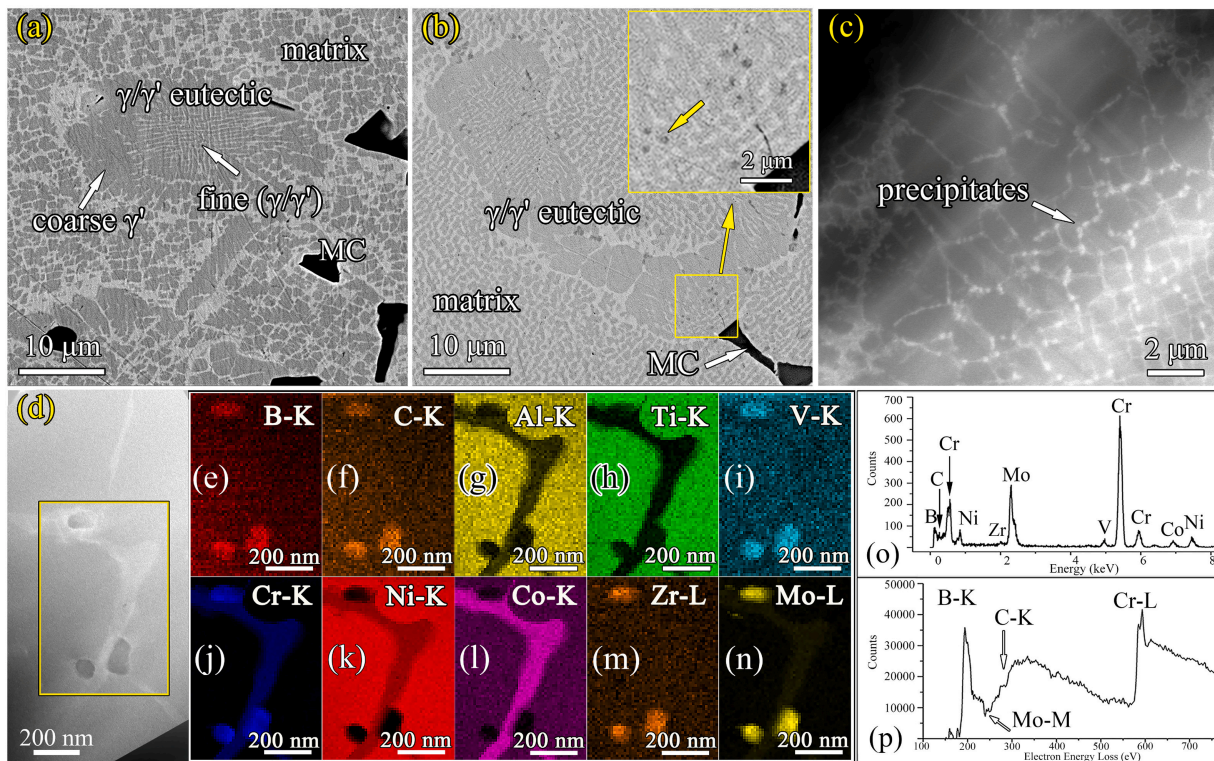 (a)
matrix
γ/γ' eutectic
coarse γ'
fine (γ/γ')
MC
10 μm
(b)
2 μm
γ/γ' eutectic
matrix
MC
10 μm
(c)
precipitates
2 μm
(d)
200 nm
B-K
(e)
200 nm
C-K
(f)
200 nm
Al-K
(g)
200 nm
Ti-K
(h)
200 nm
V-K
(i)
200 nm
Cr-K
(j)
200 nm
Ni-K
(k)
200 nm
Co-K
(l)
200 nm
Zr-L
(m)
200 nm
Mo-L
(n)
200 nm
700
600
500
400
300
200
100
Counts
Cr
Cr
C
Mo
B
Ni
Zr
V
Cr
Co
Ni
(o)
0 2 4 6 8
Energy (keV)
50000
40000
30000
20000
10000
Counts
B-K
C-K
Cr-L
Mo-M
(p)
100 200 300 400 500 600 700
Electron Energy Loss (eV)